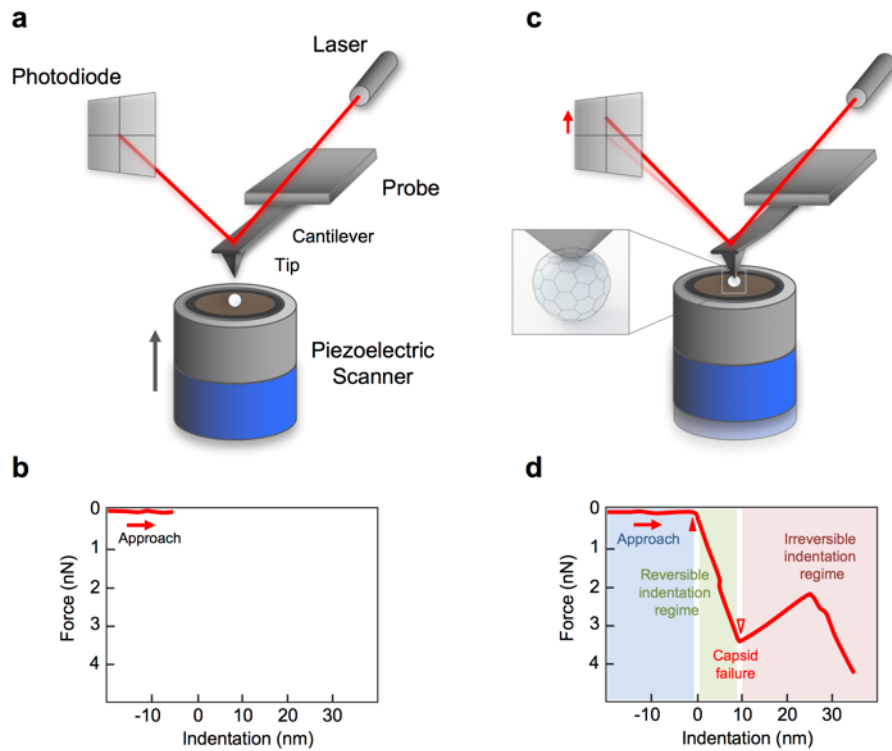 a
Laser
Photodiode
Probe
Cantilever
Tip
Piezoelectric
Scanner
c
b
0
1
2
3
4
Force (nN)
Approach
-10 0 10 20 30
Indentation (nm)
d
0
1
2
3
4
Force (nN)
Approach
Reversible
indentation
regime
Irreversible
indentation
regime
Capsid
failure
-10 0 10 20 30
Indentation (nm)